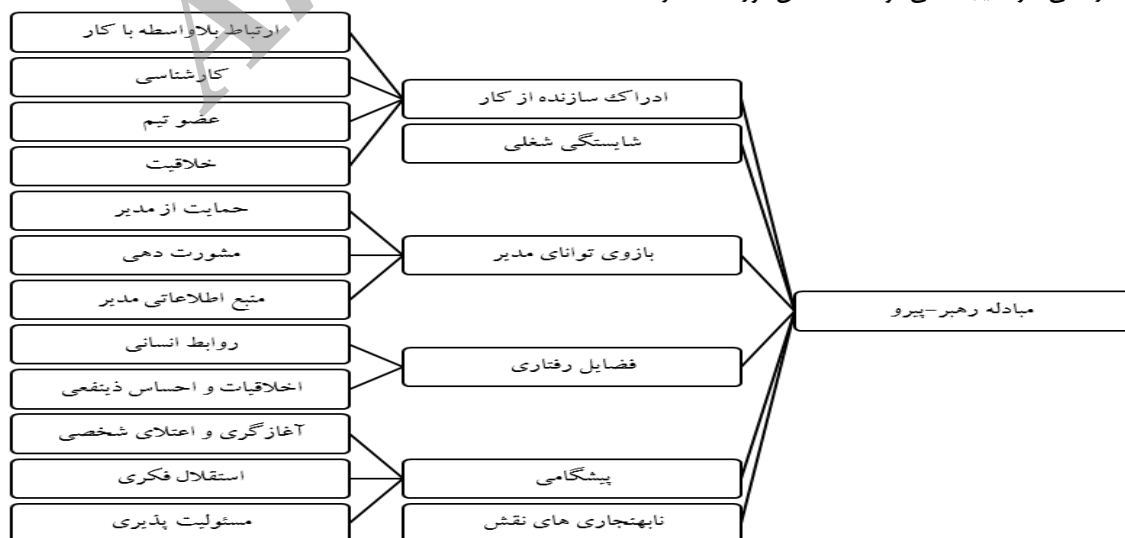 مبادله رهبر-پیرو
ادراک سازنده از کار
شایستگی شغلی
بازوی توانای مدیر
فضایل رفتاری
پیشگامی
نابهنجاری های نقش
ارتباط بلاواسطه با کار
کارشناسی
عضو تیم
خلاقیت
حمایت از مدیر
مشورت دهی
منبع اطلاعاتی مدیر
روابط انسانی
اخلاقیات و احساس ذینفعی
آغازگری و اعتلای شخصی
استقلال فکری
مسئولیت پذیری